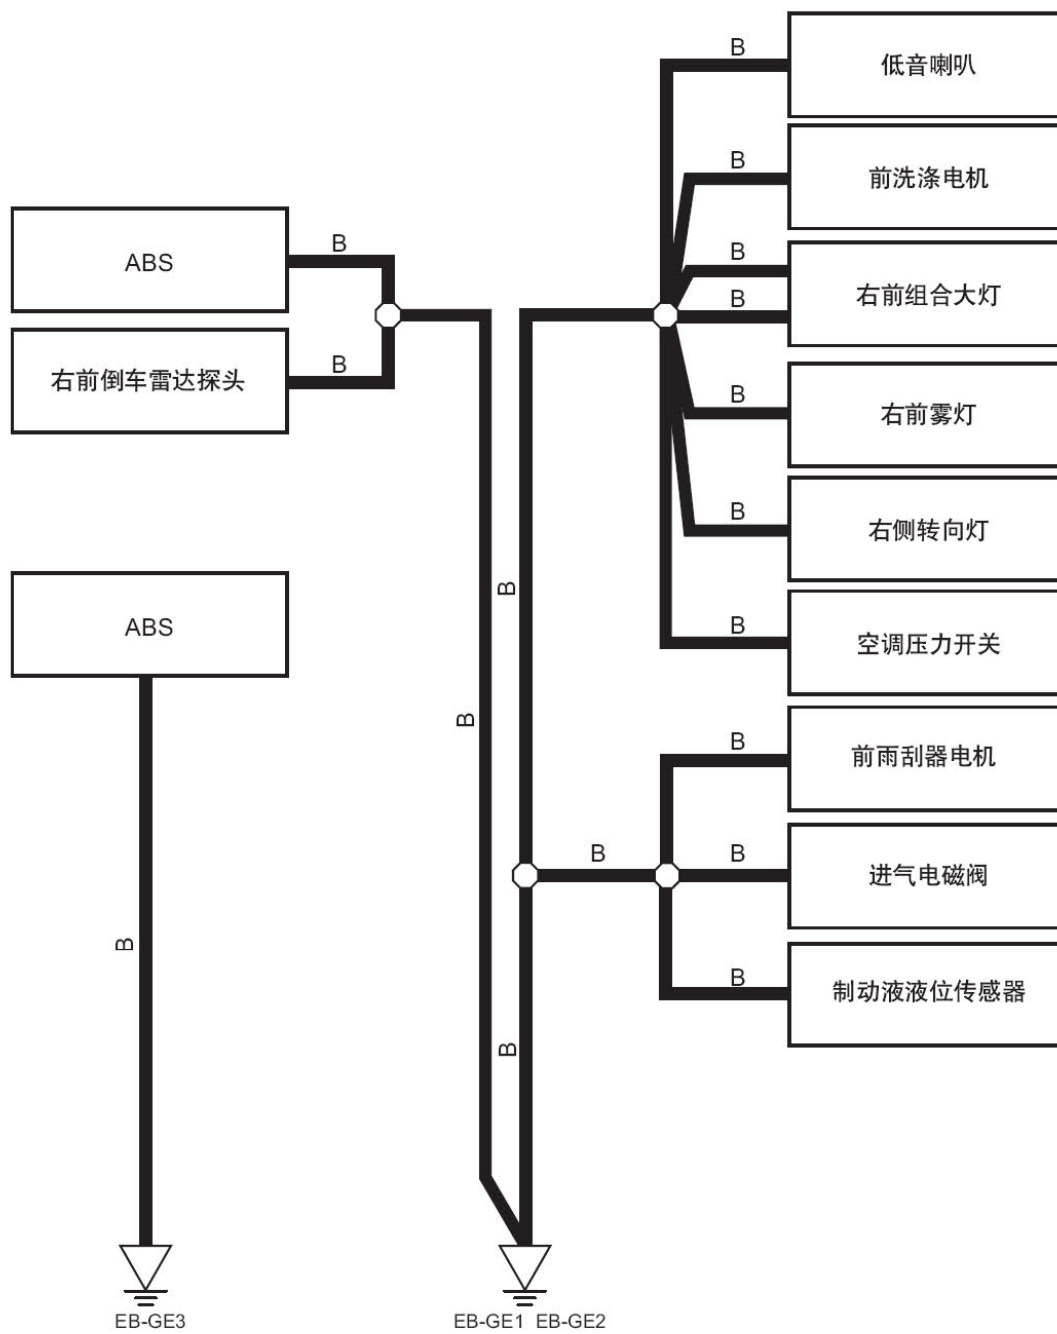 B
低音喇叭
B
前洗涤电机
ABS
B
B
右前组合大灯
B
右前倒车雷达探头
B
B
右前雾灯
B
右侧转向灯
ABS
B
B
空调压力开关
B
B
前雨刮器电机
B
B
进气电磁阀
B
B
制动液液位传感器
B
EB-GE3
EB-GE1 EB-GE2